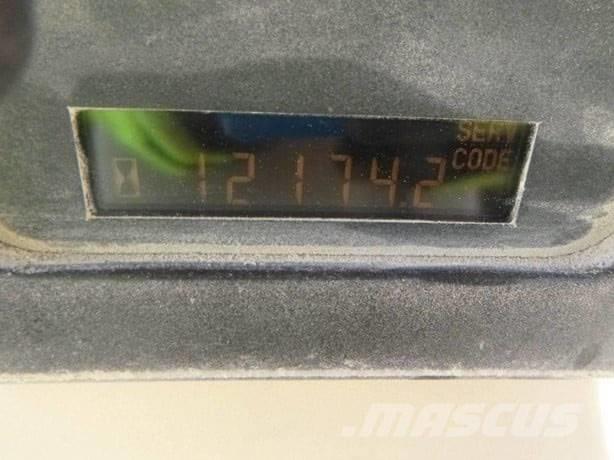 SERV
CODE
12174.2
MASCUS